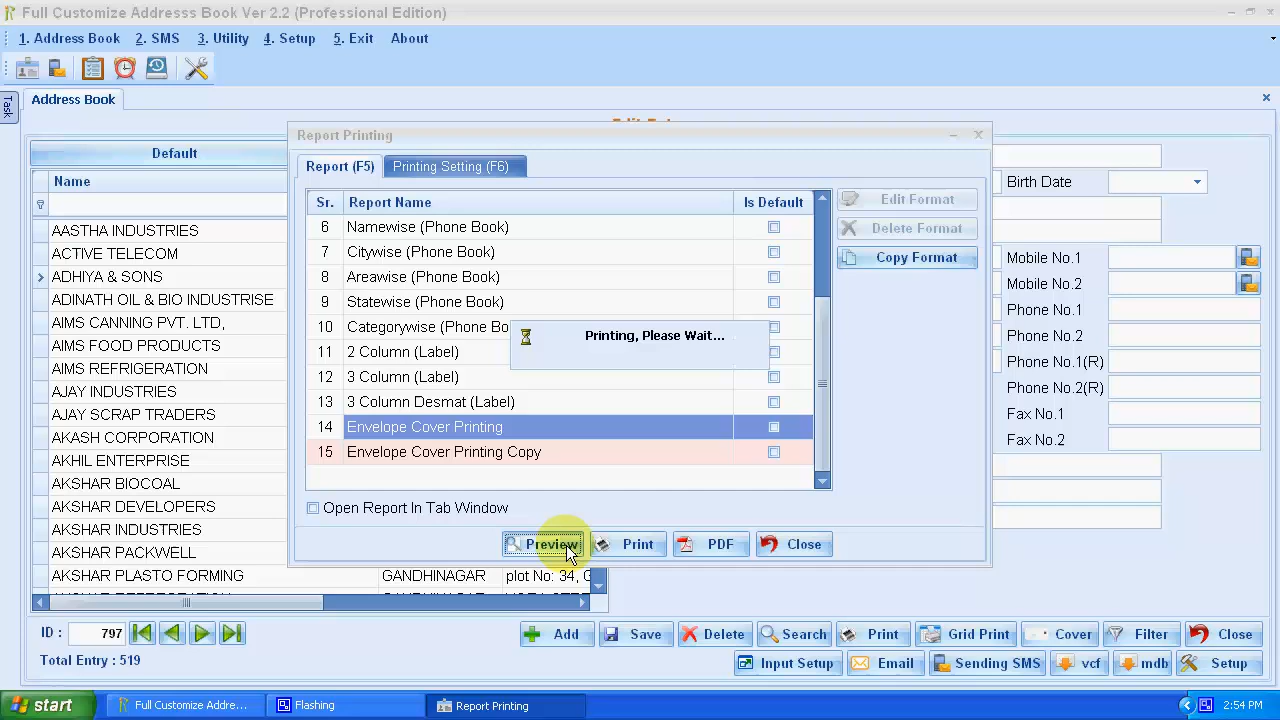 Full Customize Addresss Book Ver 2.2 (Professional Edition)
1. Address Book 2. SMS 3. Utility 4. Setup 5. Exit About
Task
Address Book
Report Printing
Default
Report (F5) Printing Setting (F6)
Name
Sr. Report Name Is Default
Edit Format
Birth Date
6 Namewise (Phone Book)
Delete Format
AASTHA INDUSTRIES
7 Citywise (Phone Book)
Copy Format
Mobile No.1
ACTIVE TELECOM
8 Areawise (Phone Book)
Mobile No.2
ADHIYA & SONS
9 Statewise (Phone Book)
Phone No.1
ADINATH OIL & BIO INDUSTRISE
10 Categorywise (Phone Bo
Printing, Please Wait...
Phone No.2
AIMS CANNING PVT. LTD,
11 2 Column (Label)
Phone No.1(R)
AIMS FOOD PRODUCTS
12 3 Column (Label)
Phone No.2(R)
AIMS REFRIGERATION
13 3 Column Desmat (Label)
Fax No.1
AJAY INDUSTRIES
14 Envelope Cover Printing
Fax No.2
AJAY SCRAP TRADERS
15 Envelope Cover Printing Copy
AKASH CORPORATION
AKHIL ENTERPRISE
AKSHAR BIOCOAL
AKSHAR DEVELOPERS
Open Report In Tab Window
AKSHAR INDUSTRIES
Preview Print PDF Close
AKSHAR PACKWELL
AKSHAR PLASTO FORMING GANDHINAGAR plot No: 34, G
ID : 797 Add Save Delete Search Print Grid Print Cover Filter Close
Total Entry : 519 Input Setup Email Sending SMS vcf mdb Setup
start Full Customize Addre... Flashing Report Printing 2:54 PM